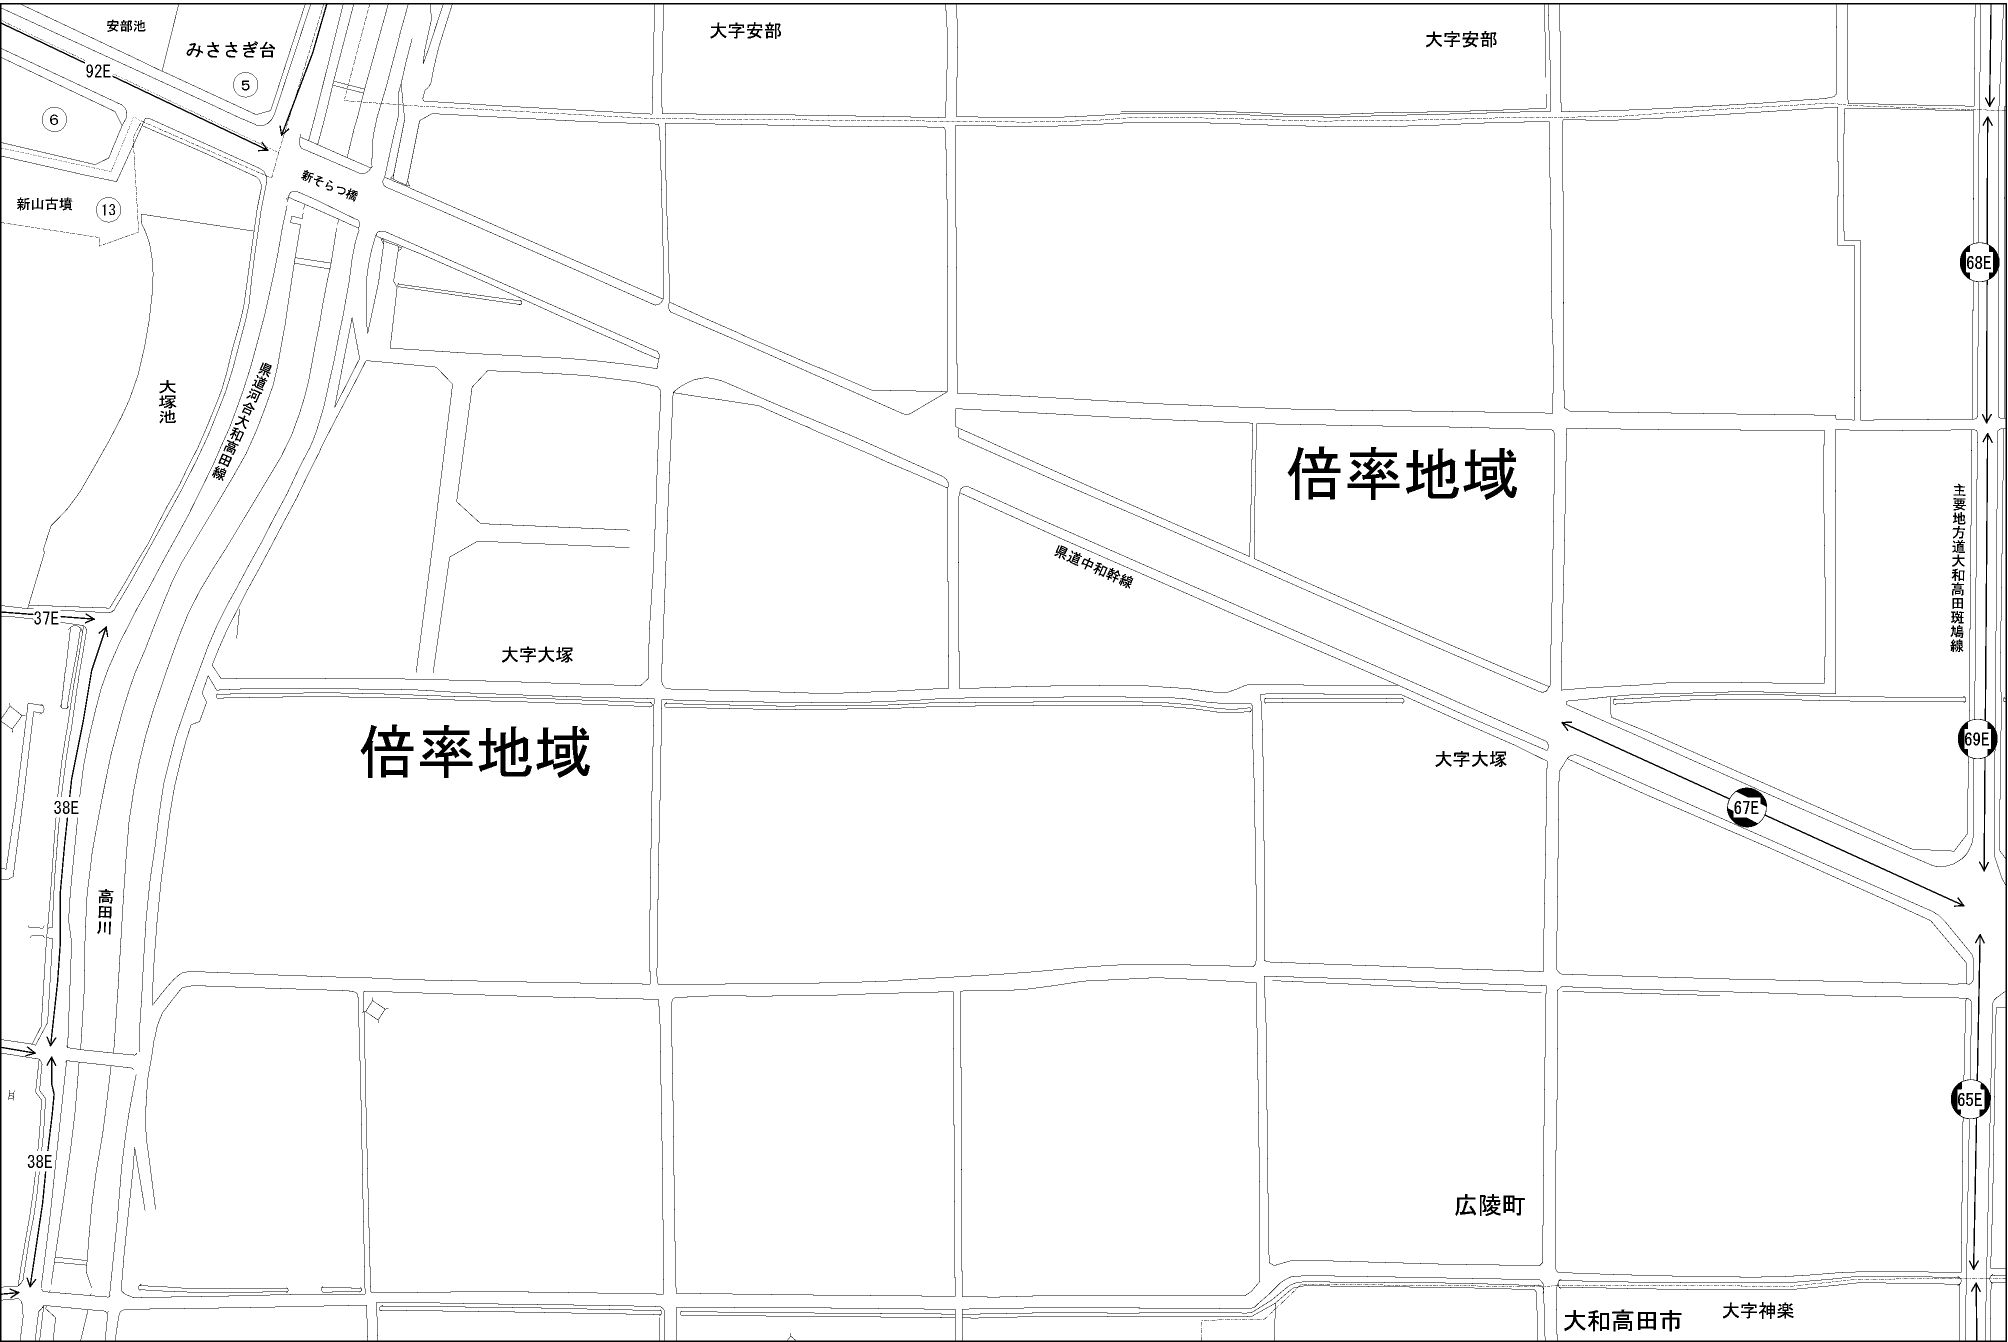 安部池
みささぎ台
5
大字安部
大字安部
92E
6
新そらつ橋
新山古墳
13
68E
県道河合大和高田線
大塚池
倍率地域
主要地方道大和高田斑鳩線
県道中和幹線
37E
大字大塚
倍率地域
大字大塚
69E
38E
67E
高田川
65E
38E
広陵町
大和高田市
大字神楽